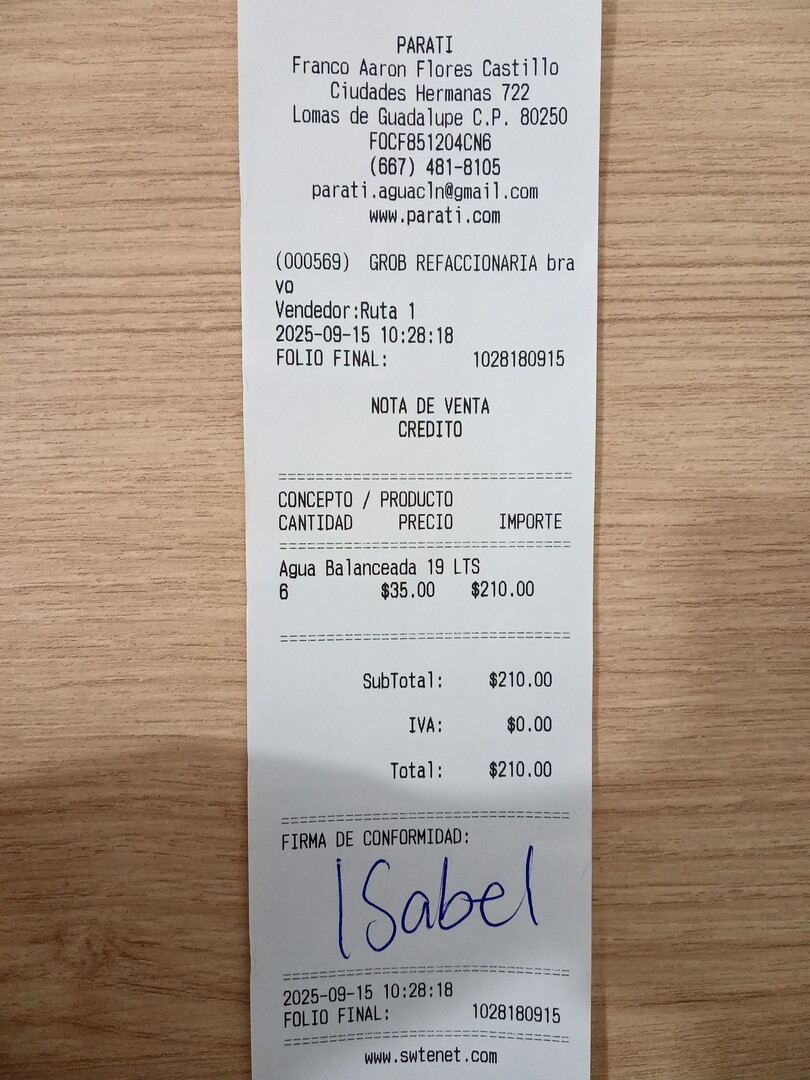 PARATI
Franco Aaron Flores Castillo
Ciudades Hermanas 722
Lomas de Guadalupe C.P. 80250
FOCF851204CN6
(667) 481-8105
parati.aguacln@gmail.com
www.parati.com
(000569) GROB REFACCIONARIA bra
vo
Vendedor:Ruta 1
2025-09-15 10:28:18
FOLIO FINAL: 1028180915
NOTA DE VENTA
CREDITO
CONCEPTO / PRODUCTO
CANTIDAD PRECIO IMPORTE
Agua Balanceada 19 LTS
6 $35.00 $210.00
SubTotal: $210.00
IVA: $0.00
Total: $210.00
FIRMA DE CONFORMIDAD:
Isabel
2025-09-15 10:28:18
FOLIO FINAL: 1028180915
www.swtenet.com